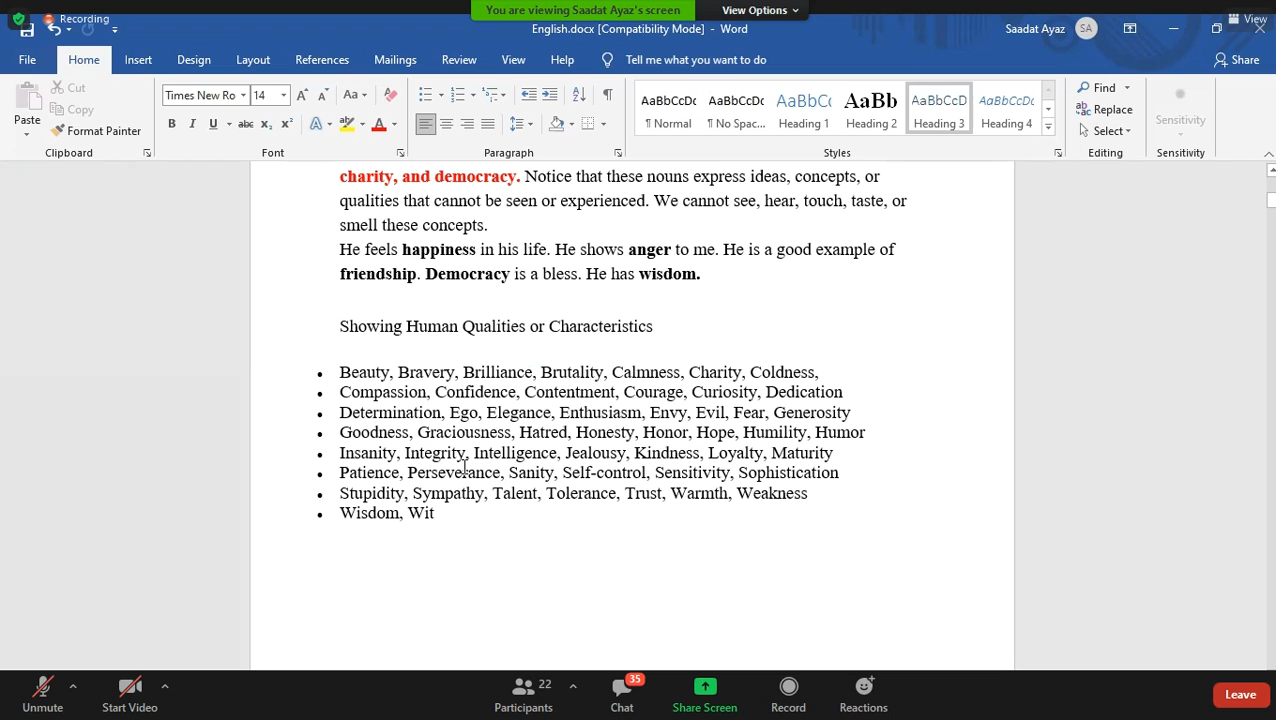 Recording
You are viewing Saadat Ayaz's screen
View Options
View
English.docx [Compatibility Mode] - Word
Saadat Ayaz
SA
File
Home
Insert
Design
Layout
References
Mailings
Review
View
Help
Tell me what you want to do
Share
Paste
Cut
Copy
Format Painter
Clipboard
Times New Ro
14
Aa
B I U abc x₂ x²
A
Font
Paragraph
AaBbCcDc
¶ Normal
AaBbCcDc
¶ No Spac...
AaBbCc
Heading 1
AaBb
Heading 2
AaBbCcD
Heading 3
AaBbCcDc
Heading 4
Styles
Find
Replace
Select
Editing
Sensitivity
Sensitivity
charity, and democracy. Notice that these nouns express ideas, concepts, or
qualities that cannot be seen or experienced. We cannot see, hear, touch, taste, or
smell these concepts.
He feels happiness in his life. He shows anger to me. He is a good example of
friendship. Democracy is a bless. He has wisdom.
Showing Human Qualities or Characteristics
• Beauty, Bravery, Brilliance, Brutality, Calmness, Charity, Coldness,
• Compassion, Confidence, Contentment, Courage, Curiosity, Dedication
• Determination, Ego, Elegance, Enthusiasm, Envy, Evil, Fear, Generosity
• Goodness, Graciousness, Hatred, Honesty, Honor, Hope, Humility, Humor
• Insanity, Integrity, Intelligence, Jealousy, Kindness, Loyalty, Maturity
• Patience, Perseverance, Sanity, Self-control, Sensitivity, Sophistication
• Stupidity, Sympathy, Talent, Tolerance, Trust, Warmth, Weakness
• Wisdom, Wit
Unmute
Start Video
22
Participants
35
Chat
Share Screen
Record
Reactions
Leave